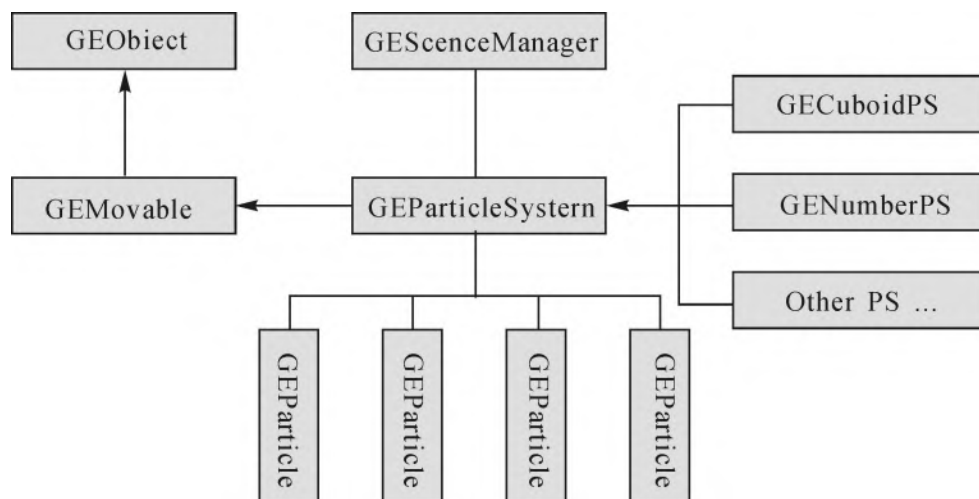 GEObiect
GEScenceManager
GECuboidPS
GEMovable
GEParticleSystern
GENumberPS
Other PS ...
GEParticle
GEParticle
GEParticle
GEParticle